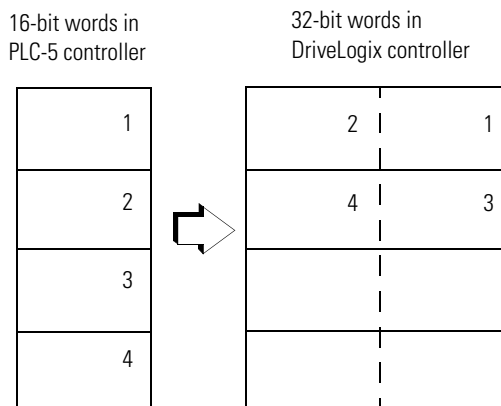 16-bit words in
PLC-5 controller
32-bit words in
DriveLogix controller
1
2
3
4
2 1
4 3